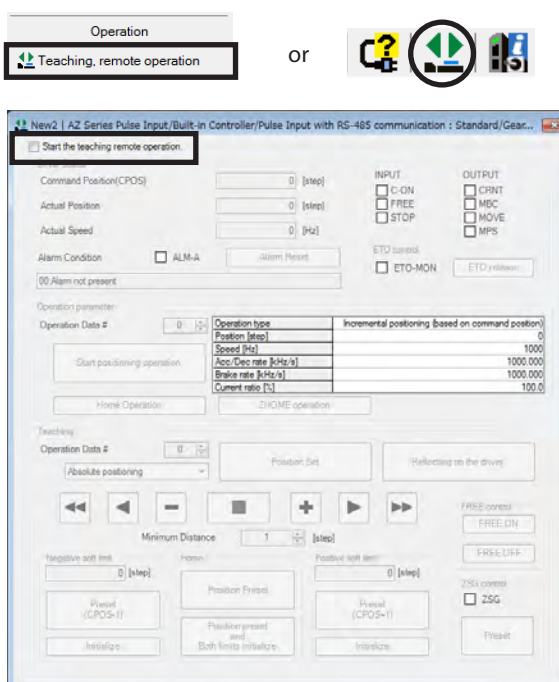 Operation
Teaching, remote operation
or
New2 | AZ Series Pulse Input/Built-in Controller/Pulse Input with RS-485 communication : Standard/Gear...
Start the teaching remote operation.
Command Position(CPOS) 0 [step]
INPUT OUTPUT
C-ON CRNT
Actual Position 0 [step]
FREE MBC
STOP MOVE
Actual Speed 0 [Hz]
MPS
Alarm Condition ALM-A Alarm Reset
ETO control
ETO-MON ETO release
00:Alarm not present
Operation parameter
Operation Data # 0
Operation type Incremental positioning (based on command position)
Position [step] 0
Speed [Hz] 1000
Start positioning operation
Acc/Dec rate [kHz/s] 1000.000
Brake rate [kHz/s] 1000.000
Current ratio [%] 100.0
Home Operation ZHOME operation
Teaching
Operation Data # 0
Position Set Reflecting on the driver
Absolute positioning
FREE control
FREE ON
Minimum Distance 1 [step]
FREE OFF
Negative soft limit Home Positive soft limit
0 [step] 0 [step]
Position Preset
ZSG control
ZSG
Preset
(CPOS-1)
Preset
(CPOS+1)
Position preset
and
Both limits initialize
Preset
Initialize Initialize